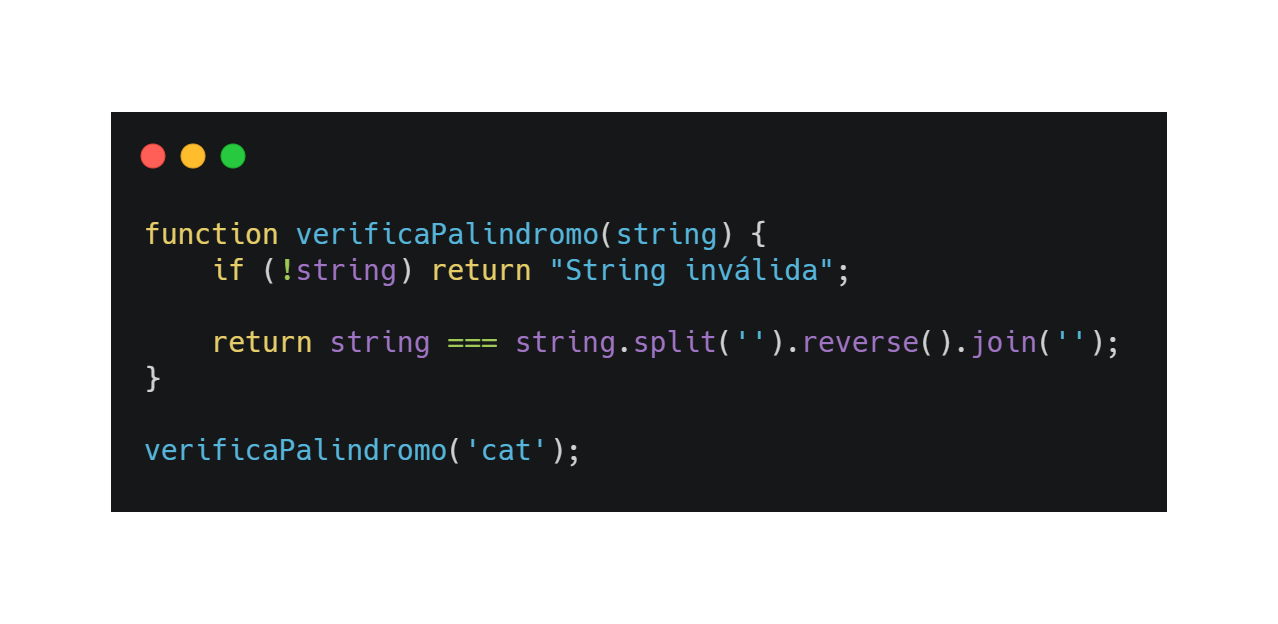 function verificaPalindromo(string) {
    if (!string) return "String inválida";

    return string === string.split('').reverse().join('');
}

verificaPalindromo('cat');